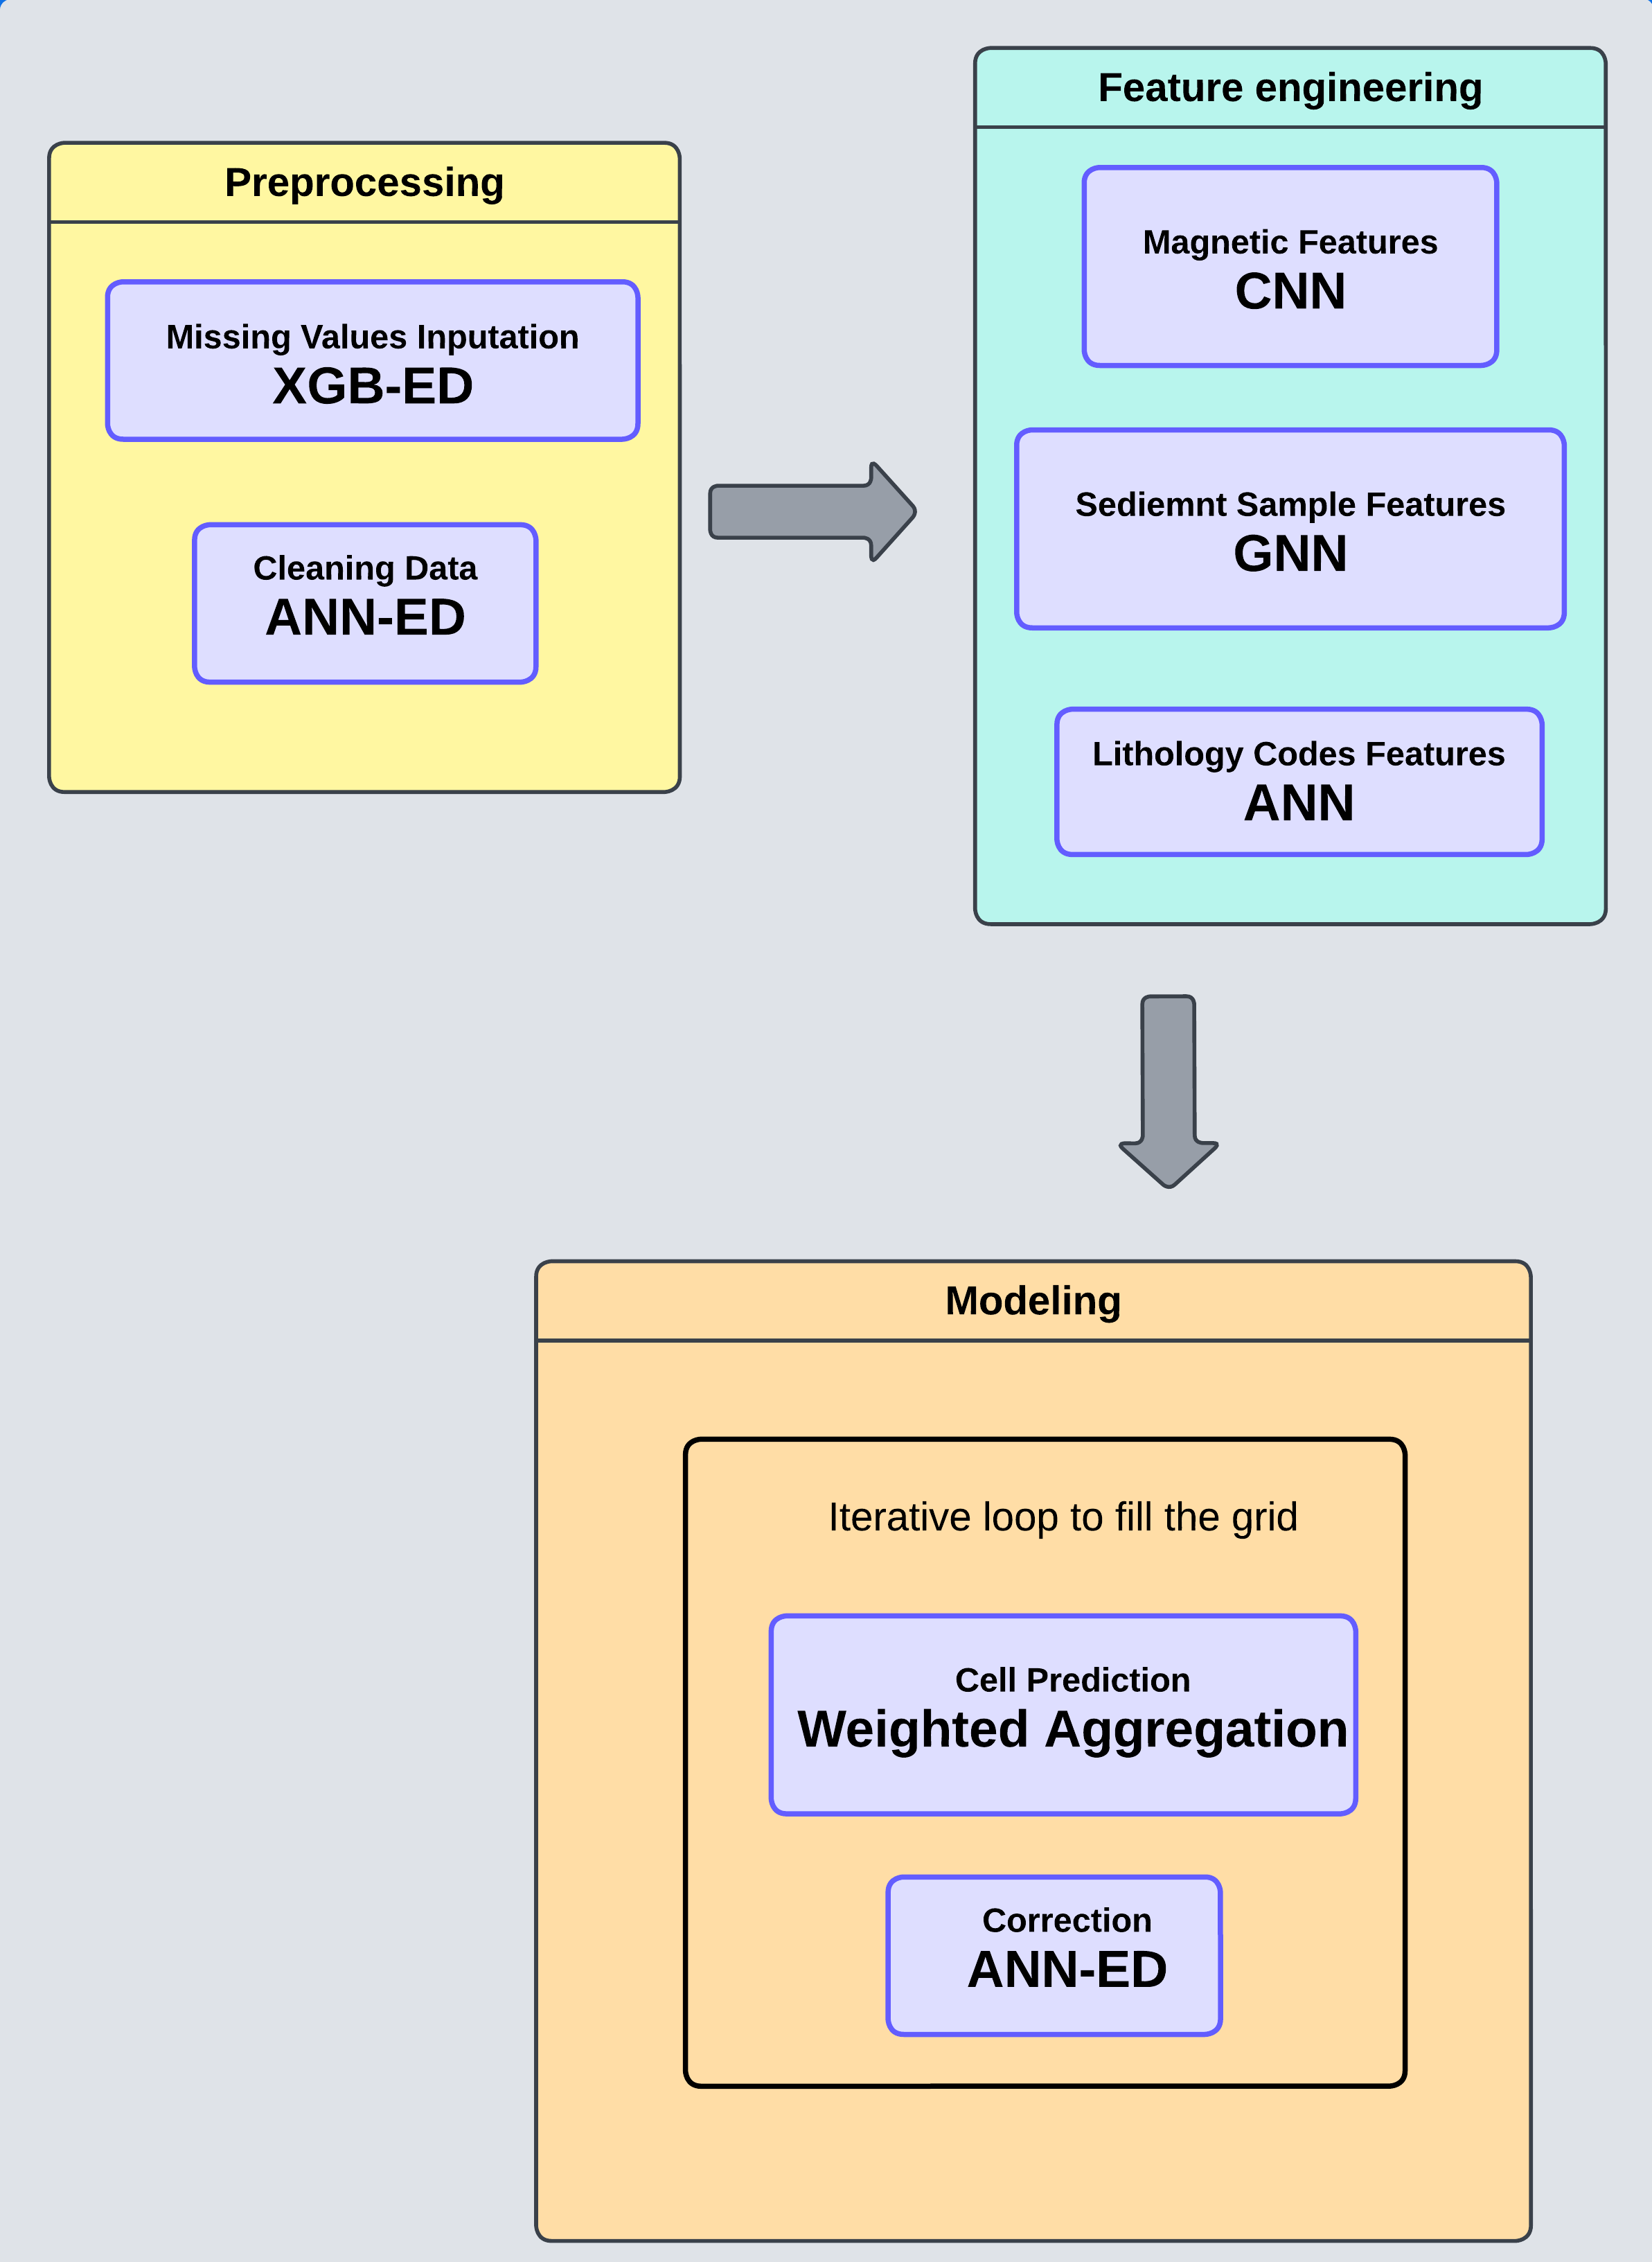 Preprocessing
Missing Values Inputation
XGB-ED
Cleaning Data
ANN-ED
Feature engineering
Magnetic Features
CNN
Sediemnt Sample Features
GNN
Lithology Codes Features
ANN
Modeling
Iterative loop to fill the grid
Cell Prediction
Weighted Aggregation
Correction
ANN-ED